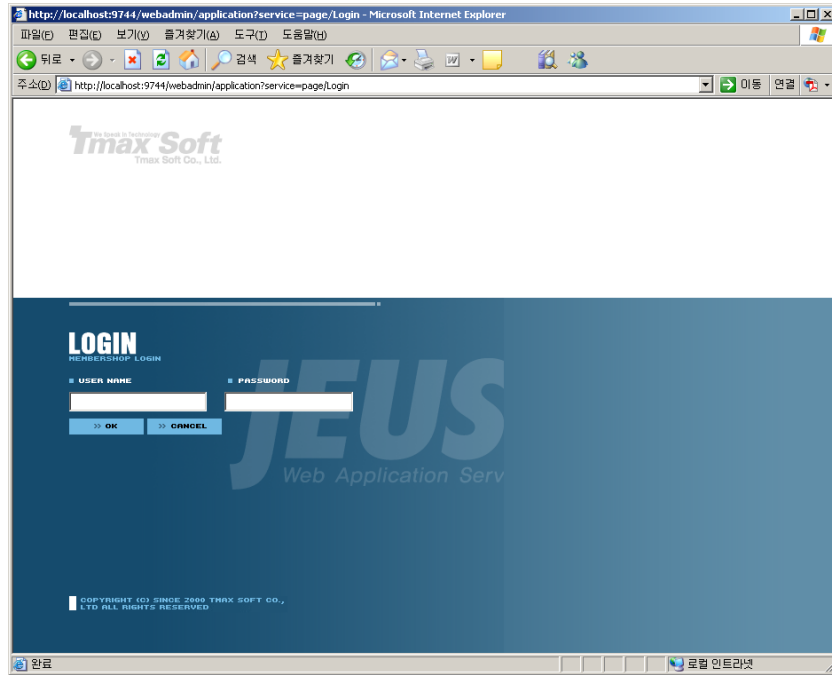 http://localhost:9744/webadmin/application?service=page/Login - Microsoft Internet Explorer
파일(F) 편집(E) 보기(V) 즐겨찾기(A) 도구(T) 도움말(H)
뒤로 검색 즐겨찾기
주소(D) http://localhost:9744/webadmin/application?service=page/Login 이동 연결
We Speak in Technology
Tmax Soft
Tmax Soft Co., Ltd.
LOGIN
MEMBERSHOP LOGIN
USER NAME PASSWORD
>> OK >> CANCEL
JEUS
Web Application Serv
COPYRIGHT (C) SINCE 2000 TMAX SOFT CO.,
LTD ALL RIGHTS RESERVED
완료 로컬 인트라넷